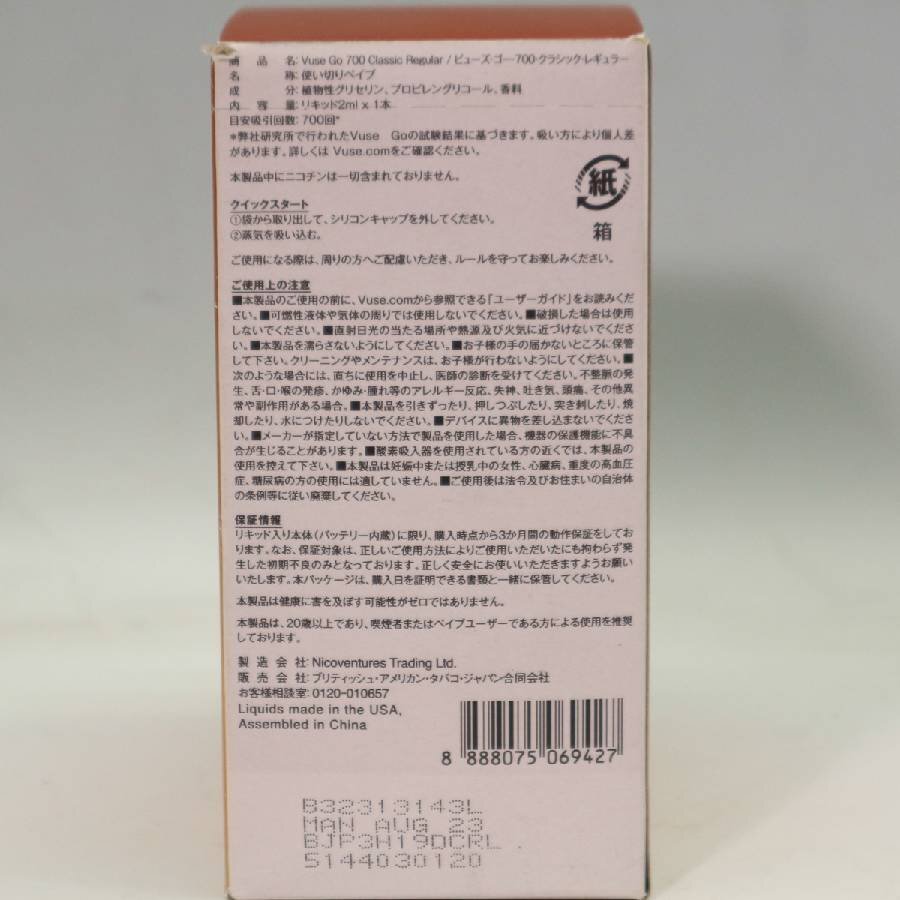 商品名: Vuse Go 700 Classic Regular / ビューズ・ゴー・700・クラシック・レギュラー
名称: 使い切りベイプ
成分: 植物性グリセリン、プロピレングリコール、香料
内容量: リキッド2ml x 1本
目安吸引回数: 700回*
*弊社研究所で行われたVuse Goの試験結果に基づきます。吸い方により個人差
があります。詳しくは Vuse.comをご確認ください。
本製品中にニコチンは一切含まれておりません。
紙
箱
クイックスタート
①袋から取り出して、シリコンキャップを外してください。
②蒸気を吸い込む。
ご使用になる際は、周りの方へご配慮いただき、ルールを守ってお楽しみください。
ご使用上の注意
■本製品のご使用の前に、Vuse.comから参照できる「ユーザーガイド」をお読みくだ
さい。■可燃性液体や気体の周りでは使用しないでください。■破損した場合は使用
しないでください。■直射日光の当たる場所や熱源及び火気に近づけないでくださ
い。■本製品を濡らさないようにしてください。■お子様の手の届かないところに保管
して下さい。クリーニングやメンテナンスは、お子様が行わないようにしてください。■
次のような場合には、直ちに使用を中止し、医師の診断を受けてください。不整脈の発
生、舌・口・喉の発疹、かゆみ・腫れ等のアレルギー反応、失神、吐き気、頭痛、その他異
常や副作用がある場合。■本製品を引きずったり、押しつぶしたり、突き刺したり、焼
却したり、水につけたりしないでください。■デバイスに異物を差し込まないでくださ
い。■メーカーが指定していない方法で製品を使用した場合、機器の保護機能に不具
合が生じることがあります。■酸素吸入器を使用されている方の近くでは、本製品の
使用を控えて下さい。■本製品は妊娠中または授乳中の女性、心臓病、重度の高血圧
症、糖尿病の方の使用には適していません。■ご使用後は法令及びお住まいの自治体
の条例等に従い廃棄してください。
保証情報
リキッド入り本体(バッテリー内蔵)に限り、購入時点から3か月間の動作保証をしてお
ります。なお、保証対象は、正しいご使用方法によりご使用いただいたにも拘わらず発
生した初期不良のみとなっております。正しく安全にお使いいただきますようお願い
いたします。本パッケージは、購入日を証明できる書類と一緒に保管してください。
本製品は健康に害を及ぼす可能性がゼロではありません。
本製品は、20歳以上であり、喫煙者またはベイプユーザーである方による使用を推奨
しております。
製造会社: Nicoventures Trading Ltd.
販売会社: ブリティッシュ・アメリカン・タバコ・ジャパン合同会社
お客様相談室: 0120-010657
Liquids made in the USA,
Assembled in China
8 888075 069427
B32313143L
MAN AUG 23
BJP3H19DCRL .
5144030120